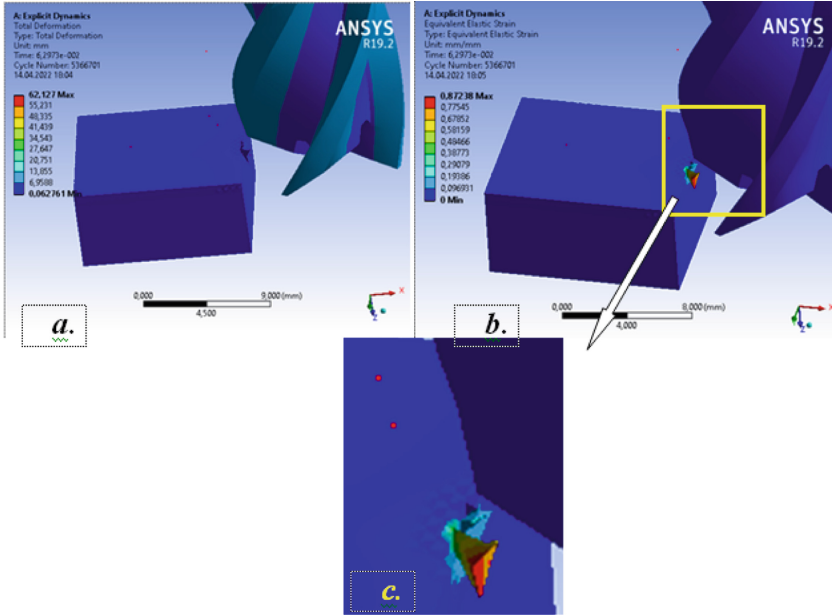 A: Explicit Dynamics
Total Deformation
Type: Total Deformation
Unit: mm
Time: 6,2973e-002
Cycle Number: 5366701
14.04.2022 18:04
62,127 Max
55,231
48,335
41,439
34,543
27,647
20,751
13,855
6,9588
0,062761 Min
ANSYS
R19.2
0,000
9,000 (mm)
4,500
X
Z
a.
A: Explicit Dynamics
Equivalent Elastic Strain
Type: Equivalent Elastic Strain
Unit: mm/mm
Time: 6,2973e-002
Cycle Number: 5366701
14.04.2022 18:05
0,87238 Max
0,77545
0,67852
0,58159
0,48466
0,38773
0,29079
0,19386
0,096931
0 Min
ANSYS
R19.2
0,000
8,000 (mm)
4,000
X
Z
b.
c.